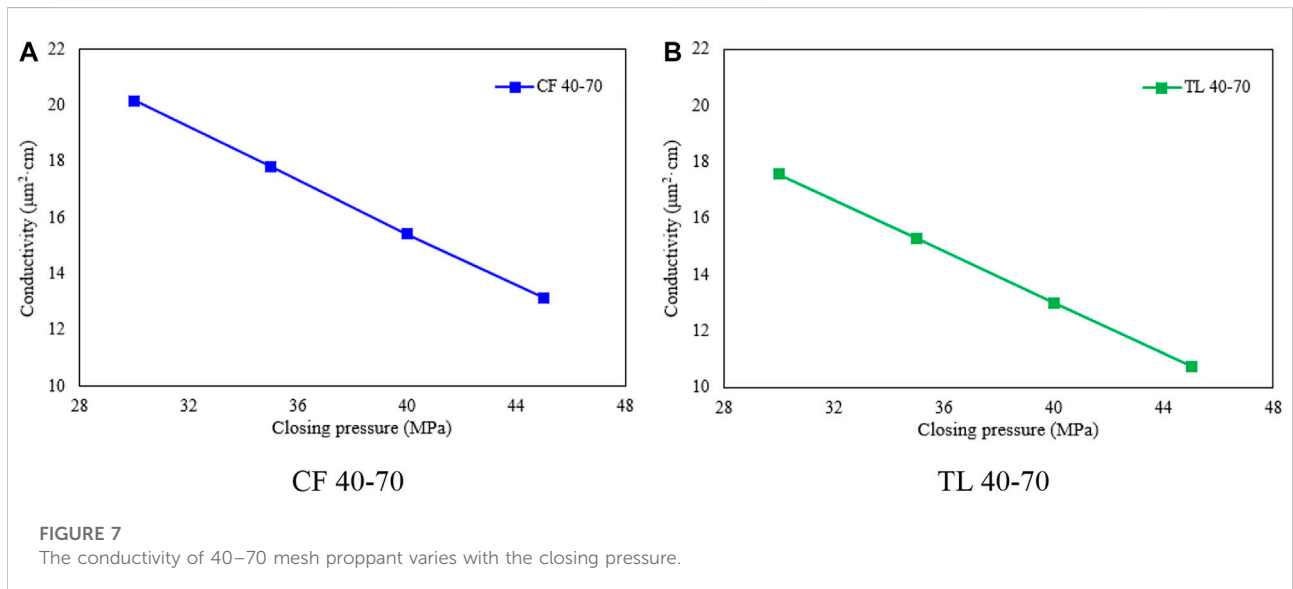 A
22
20
18
16
14
12
10
Conductivity (μm²·cm)
CF 40-70
28 32 36 40 44 48
Closing pressure (MPa)
CF 40-70
B
22
20
18
16
14
12
10
Conductivity (μm²·cm)
TL 40-70
28 32 36 40 44 48
Closing pressure (MPa)
TL 40-70
FIGURE 7
The conductivity of 40–70 mesh proppant varies with the closing pressure.